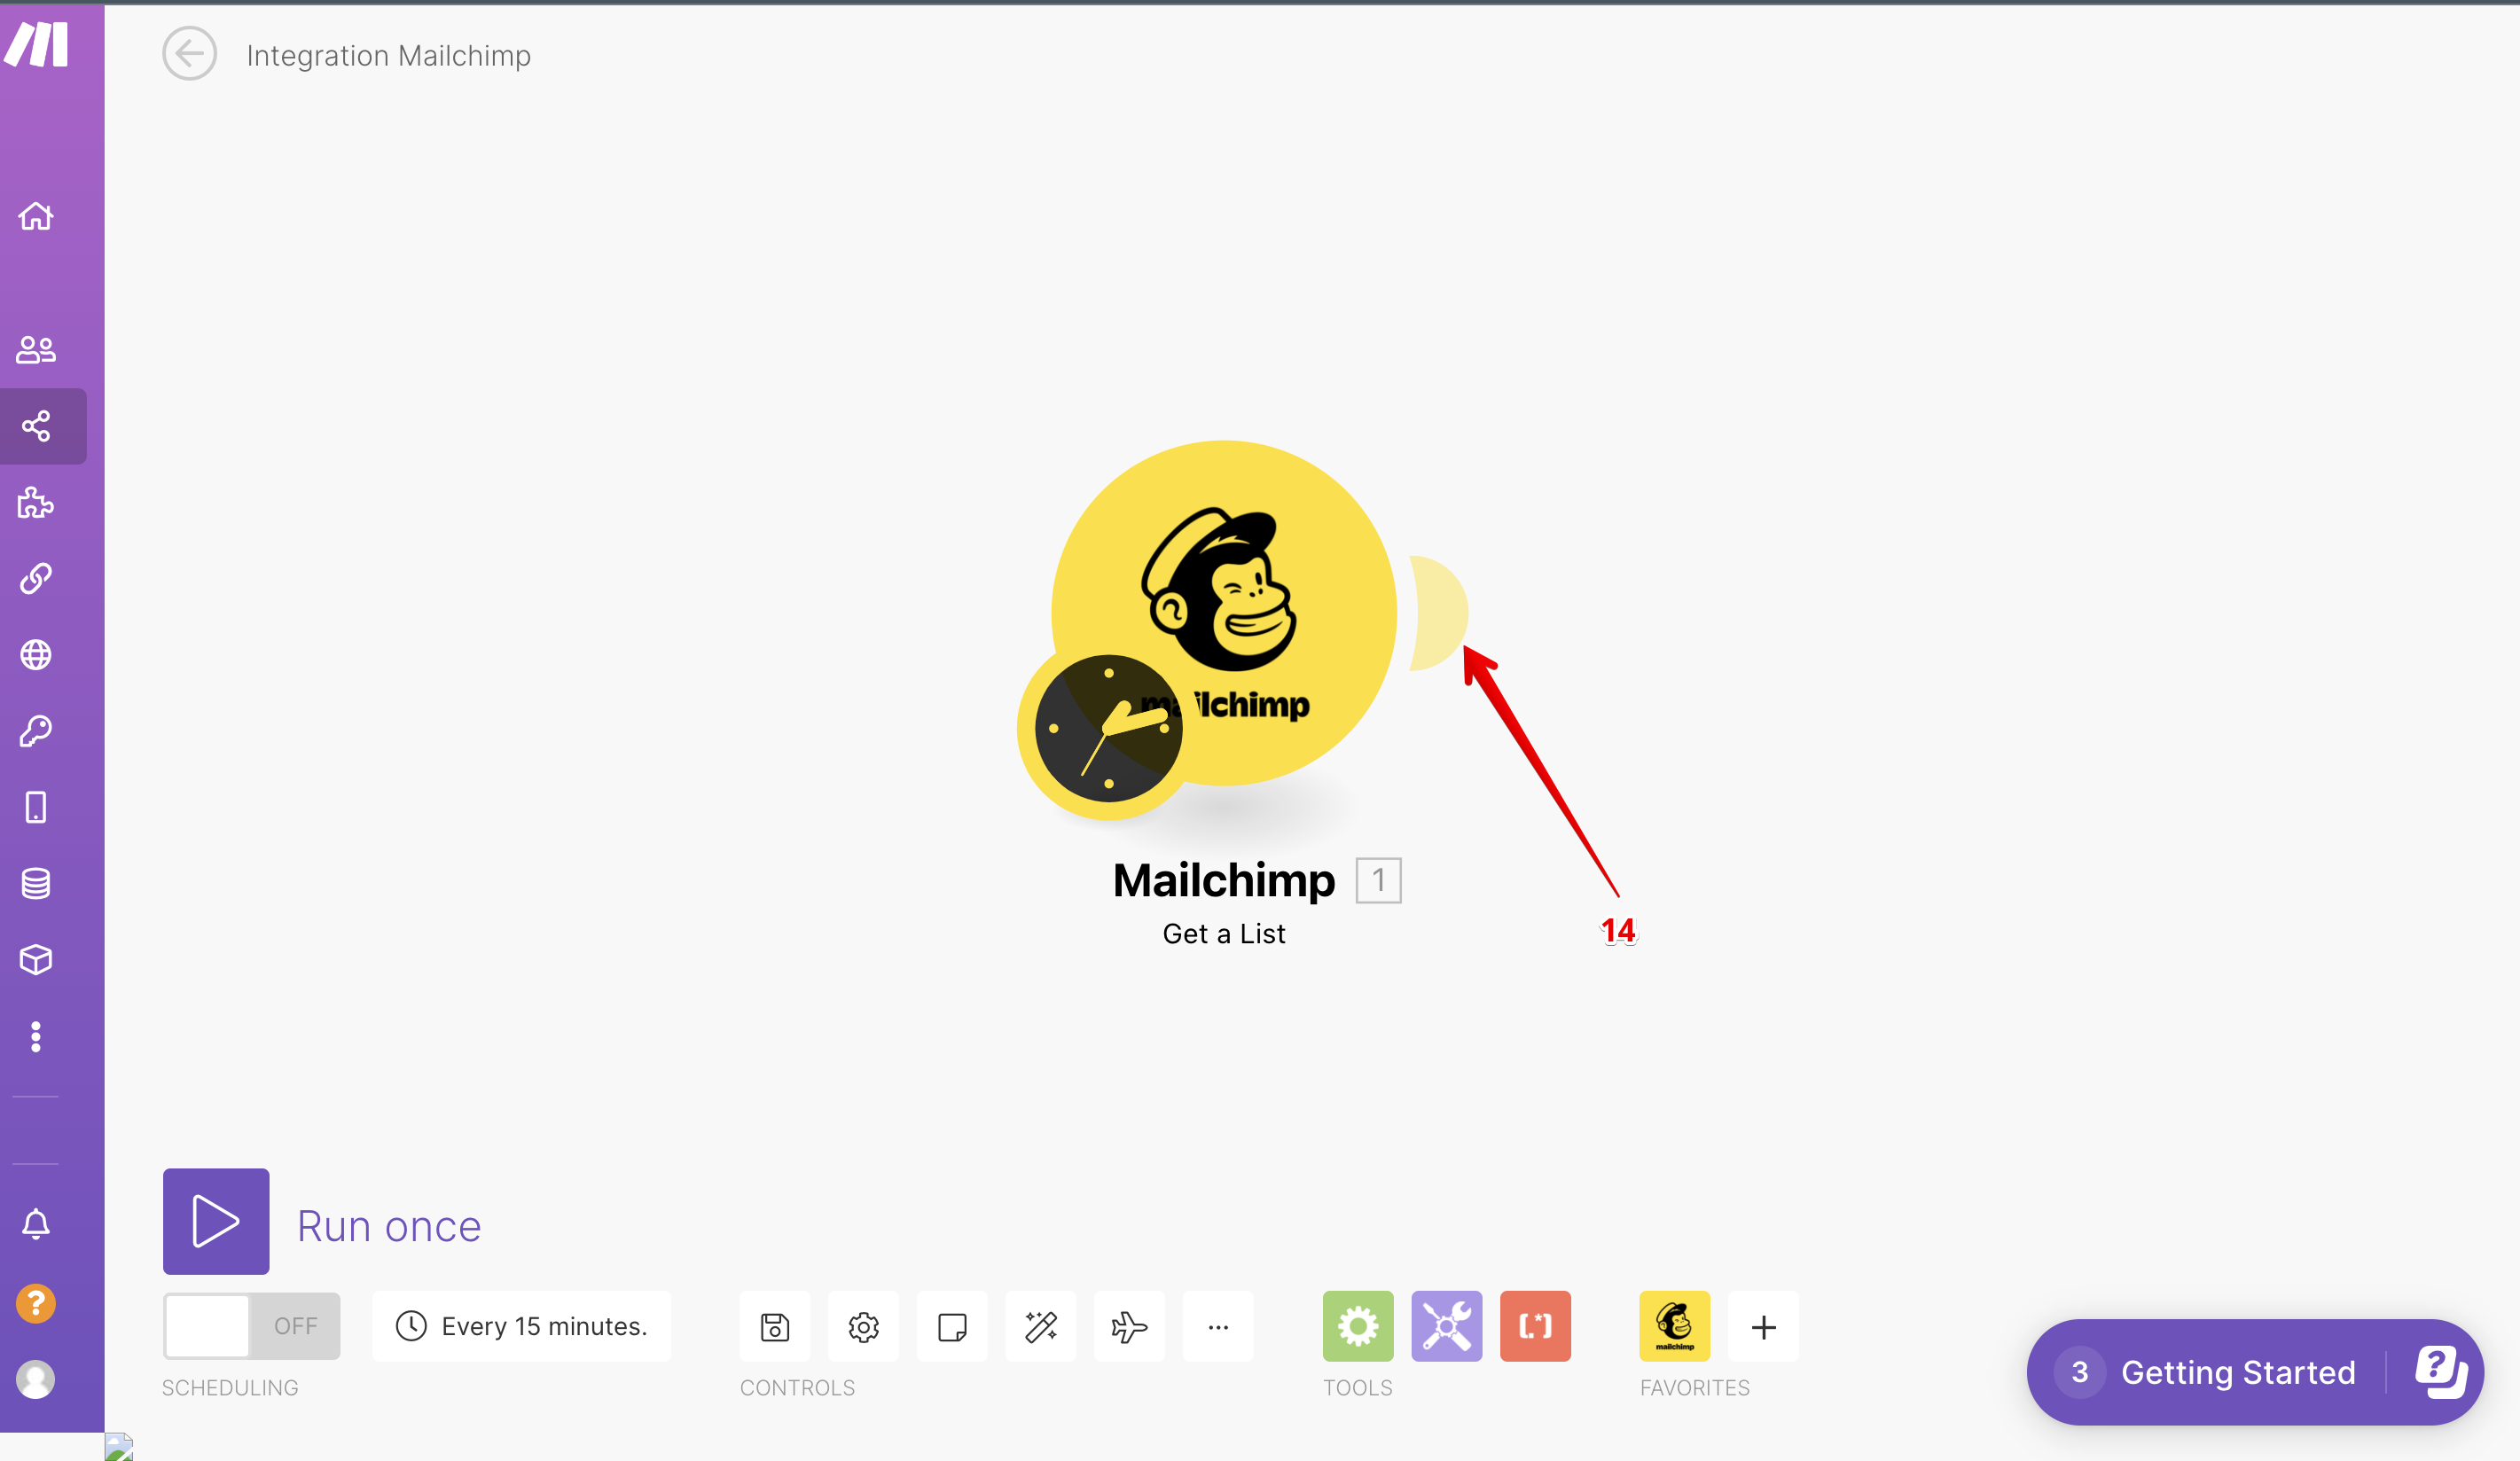 Integration Mailchimp
mailchimp
Mailchimp 1
Get a List
14
Run once
OFF
Every 15 minutes.
mailchimp
SCHEDULING
CONTROLS
TOOLS
FAVORITES
3 Getting Started